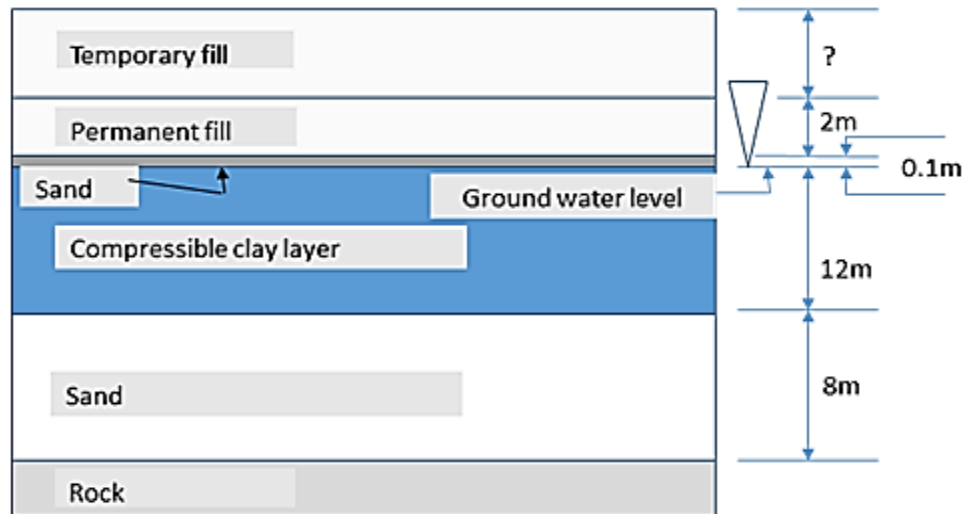 Temporary fill
?
Permanent fill
2m
Sand
0.1m
Ground water level
Compressible clay layer
12m
Sand
8m
Rock